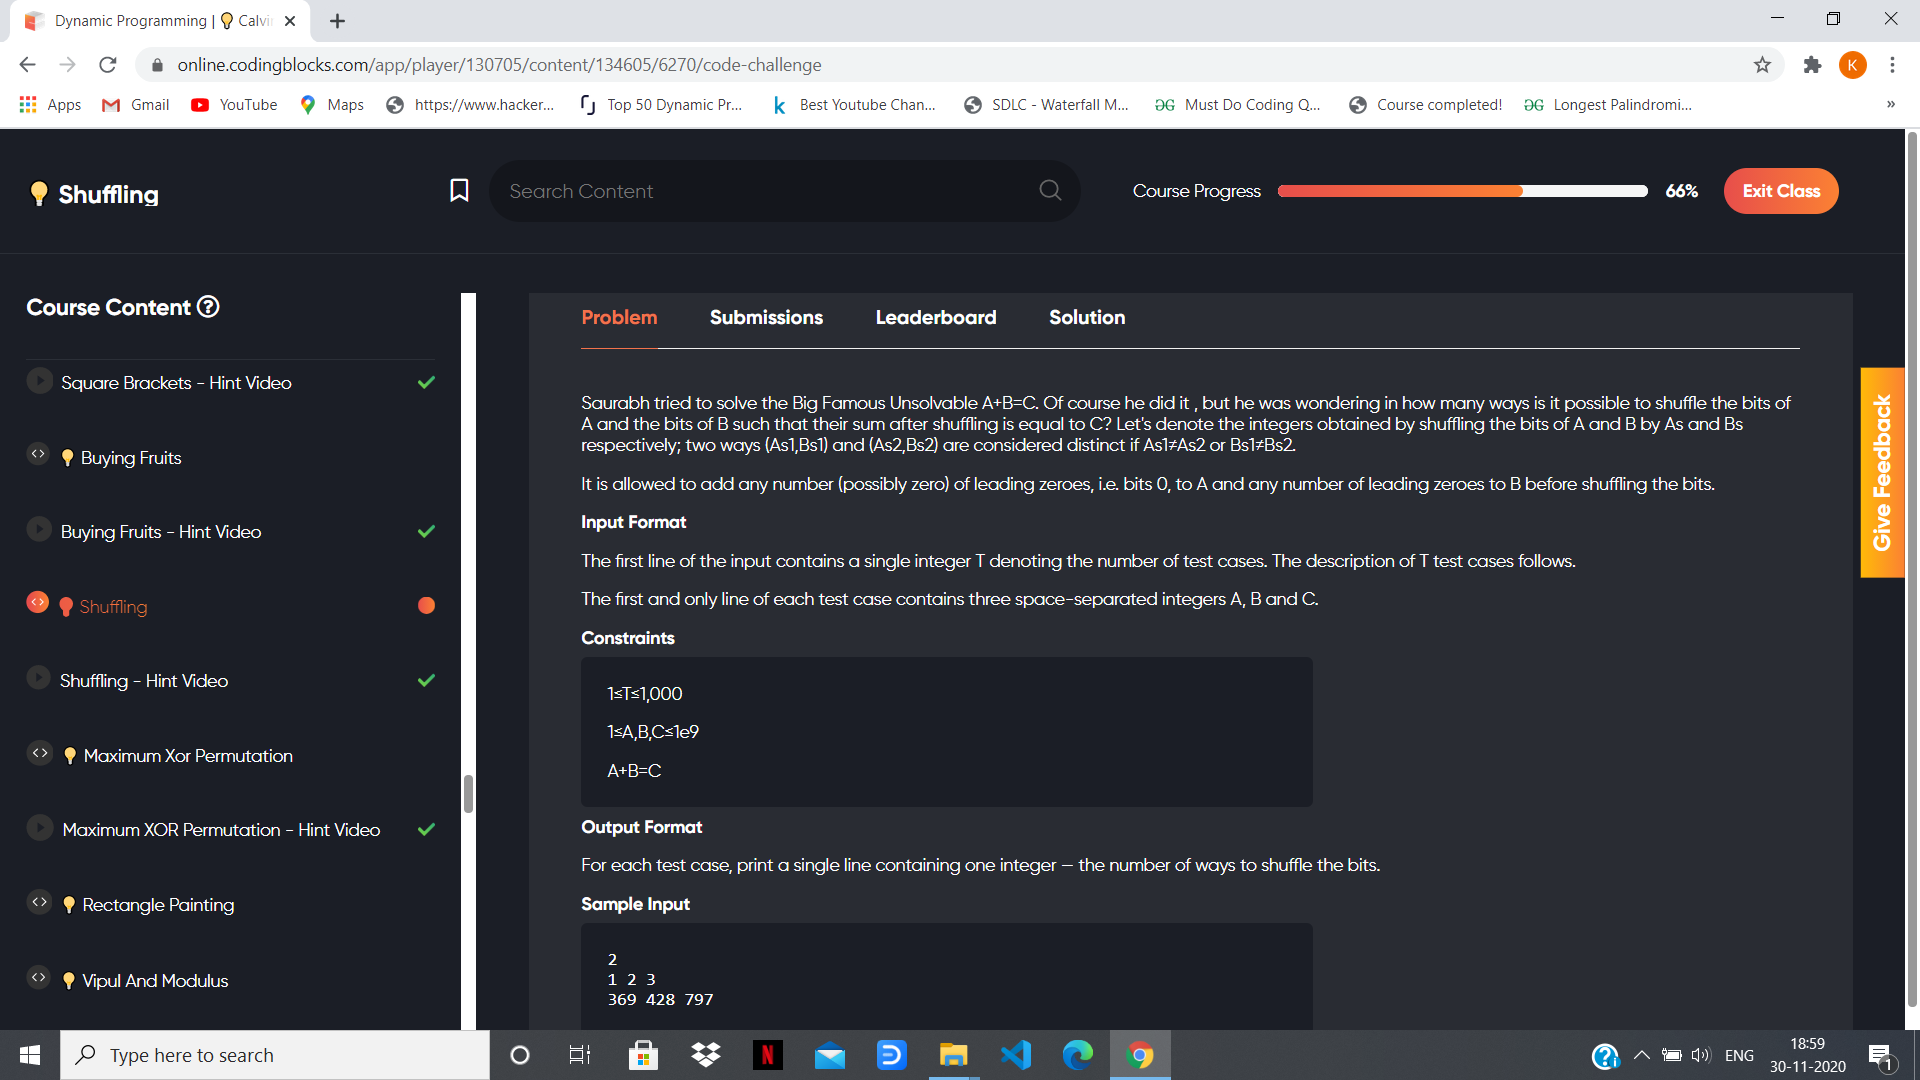 Dynamic Programming | Calvi
online.codingblocks.com/app/player/130705/content/134605/6270/code-challenge
K
Apps
Gmail
YouTube
Maps
https://www.hacker...
Top 50 Dynamic Pr...
Best Youtube Chan...
SDLC - Waterfall M...
Must Do Coding Q...
Course completed!
Longest Palindromi...
»
Shuffling
Search Content
Course Progress
66%
Exit Class
Course Content
Square Brackets - Hint Video
Buying Fruits
Buying Fruits - Hint Video
Shuffling
Shuffling - Hint Video
Maximum Xor Permutation
Maximum XOR Permutation - Hint Video
Rectangle Painting
Vipul And Modulus
Problem
Submissions
Leaderboard
Solution
Saurabh tried to solve the Big Famous Unsolvable A+B=C. Of course he did it , but he was wondering in how many ways is it possible to shuffle the bits of
A and the bits of B such that their sum after shuffling is equal to C? Let's denote the integers obtained by shuffling the bits of A and B by As and Bs
respectively; two ways (As1,Bs1) and (As2,Bs2) are considered distinct if As1≠As2 or Bs1≠Bs2.
It is allowed to add any number (possibly zero) of leading zeroes, i.e. bits 0, to A and any number of leading zeroes to B before shuffling the bits.
Input Format
The first line of the input contains a single integer T denoting the number of test cases. The description of T test cases follows.
The first and only line of each test case contains three space-separated integers A, B and C.
Constraints
1≤T≤1,000
1≤A,B,C≤1e9
A+B=C
Output Format
For each test case, print a single line containing one integer — the number of ways to shuffle the bits.
Sample Input
2
1 2 3
369 428 797
Give Feedback
Type here to search
ENG
18:59
30-11-2020
1